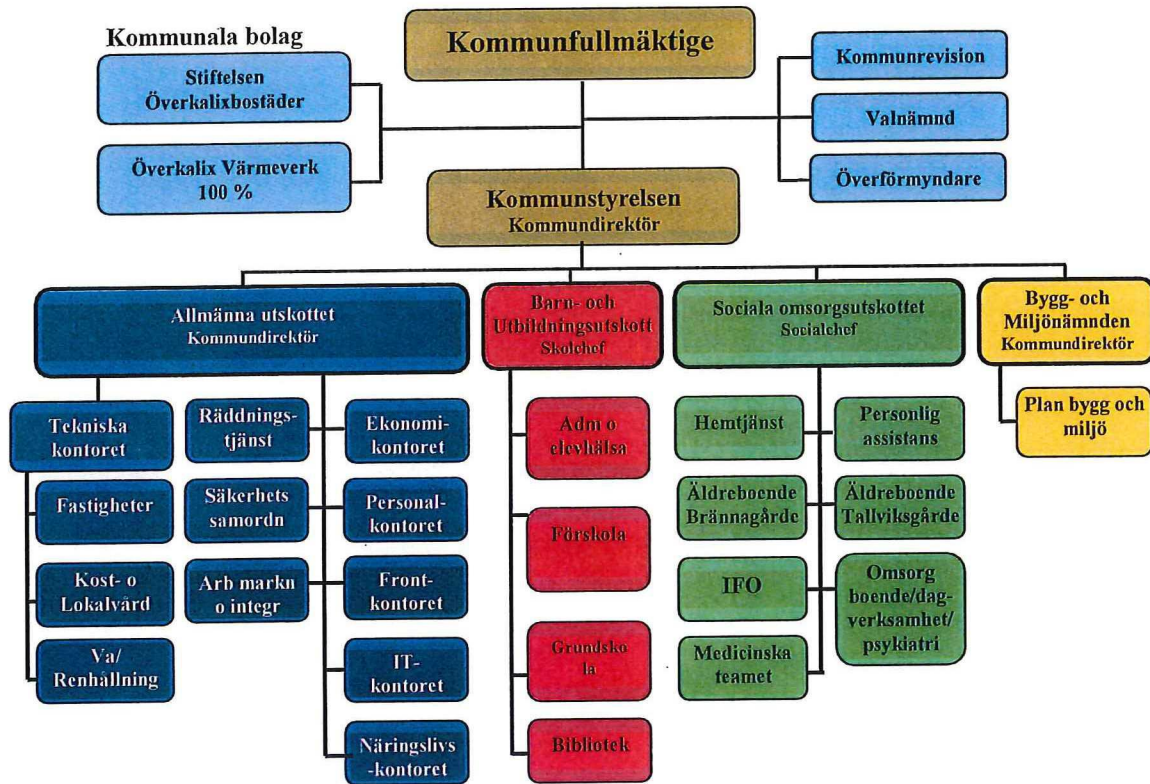 Kommunala bolag
Kommunfullmäktige
Stiftelsen
Överkalixbostäder
Överkalix Värmeverk
100 %
Kommunrevision
Valnämnd
Överförmyndare
Kommunstyrelsen
Kommundirektör
Allmänna utskottet
Kommundirektör
Barn- och
Utbildningsutskott
Skolchef
Sociala omsorgsutskottet
Socialchef
Bygg- och
Miljönämnden
Kommundirektör
Tekniska
kontoret
Fastigheter
Kost- o
Lokalvård
Va/
Renhållning
Räddnings-
tjänst
Säkerhets
samordn
Arb markn
o integr
Ekonomi-
kontoret
Personal-
kontoret
Front-
kontoret
IT-
kontoret
Näringslivs
-kontoret
Adm o
elevhälsa
Förskola
Grundsko
la
Bibliotek
Hemtjänst
Äldreboende
Brännagårde
IFO
Medicinska
teamet
Personlig
assistans
Äldreboende
Tallviksgårde
Omsorg
boende/dag-
verksamhet/
psykiatri
Plan bygg och
miljö